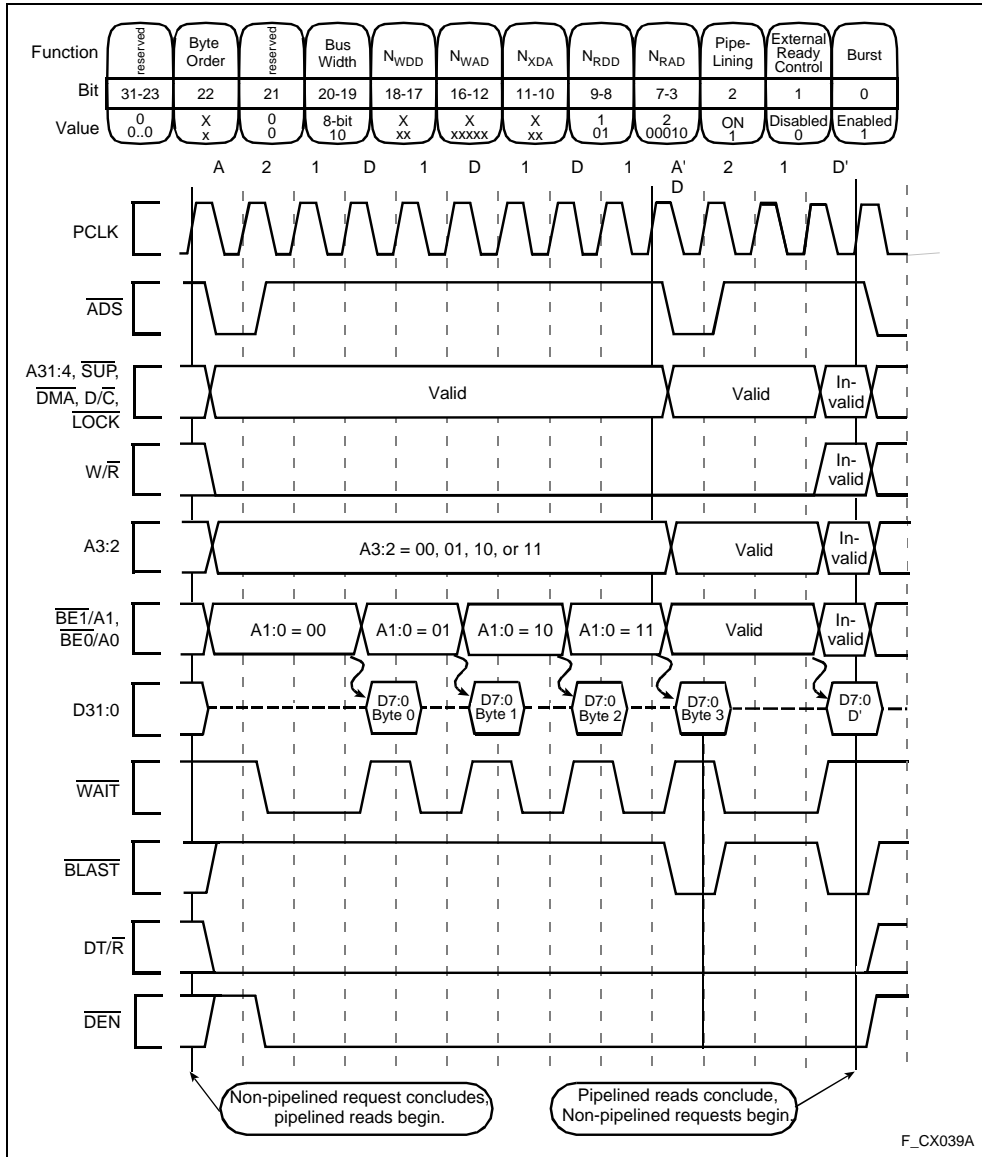 Function
reserved
Byte Order
reserved
Bus Width
NWDD
NWAD
NXDA
NRDD
NRAD
Pipe-Lining
External Ready Control
Burst
Bit
31-23
22
21
20-19
18-17
16-12
11-10
9-8
7-3
2
1
0
Value
0 0..0
X x
0 0
8-bit 10
X xx
X xxxxx
X xx
1 01
2 00010
ON 1
Disabled 0
Enabled 1
A 2 1 D 1 D 1 D 1 A' 2 1 D'
D
PCLK
ADS
A31:4, SUP,
DMA, D/C,
LOCK
Valid
Valid
In-
valid
W/R
In-
valid
A3:2
A3:2 = 00, 01, 10, or 11
Valid
In-
valid
BE1/A1,
BE0/A0
A1:0 = 00
A1:0 = 01
A1:0 = 10
A1:0 = 11
Valid
In-
valid
D31:0
D7:0
Byte 0
D7:0
Byte 1
D7:0
Byte 2
D7:0
Byte 3
D7:0
D'
WAIT
BLAST
DT/R
DEN
Non-pipelined request concludes,
pipelined reads begin.
Pipelined reads conclude,
Non-pipelined requests begin.
F_CX039A